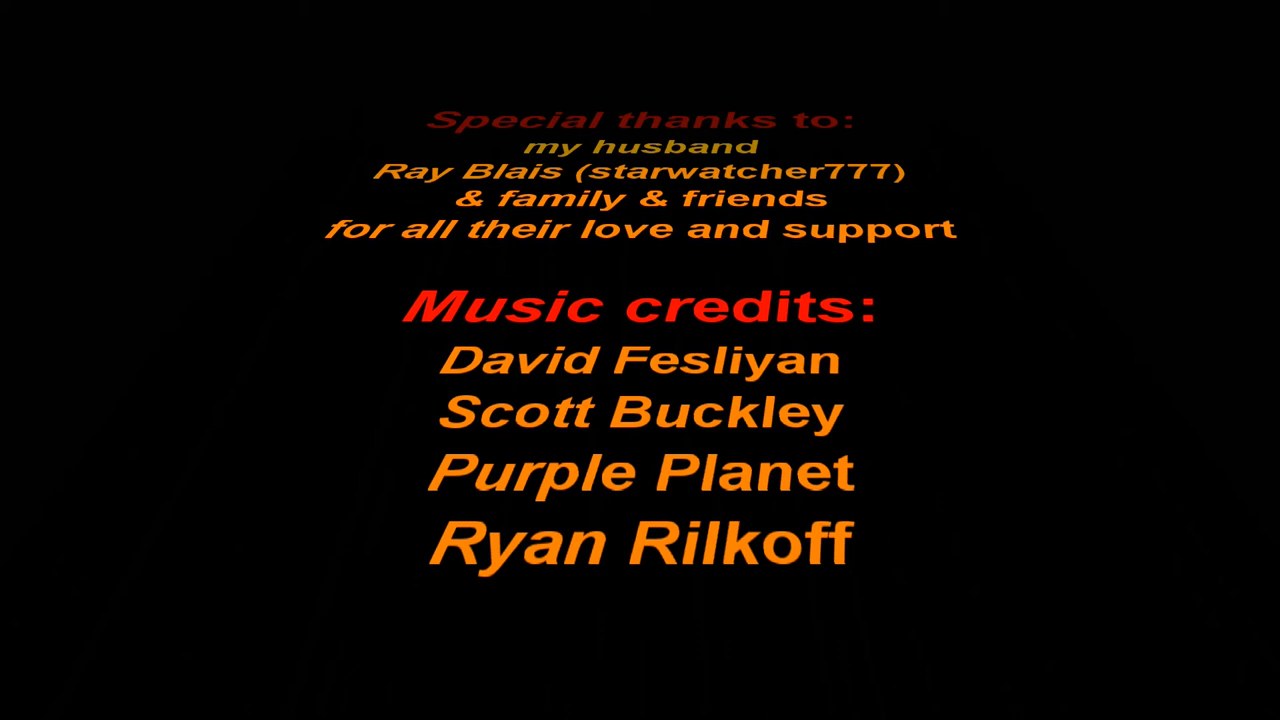 Special thanks to:
my husband
Ray Blais (starwatcher777)
& family & friends
for all their love and support
Music credits:
David Fesliyan
Scott Buckley
Purple Planet
Ryan Rilkoff